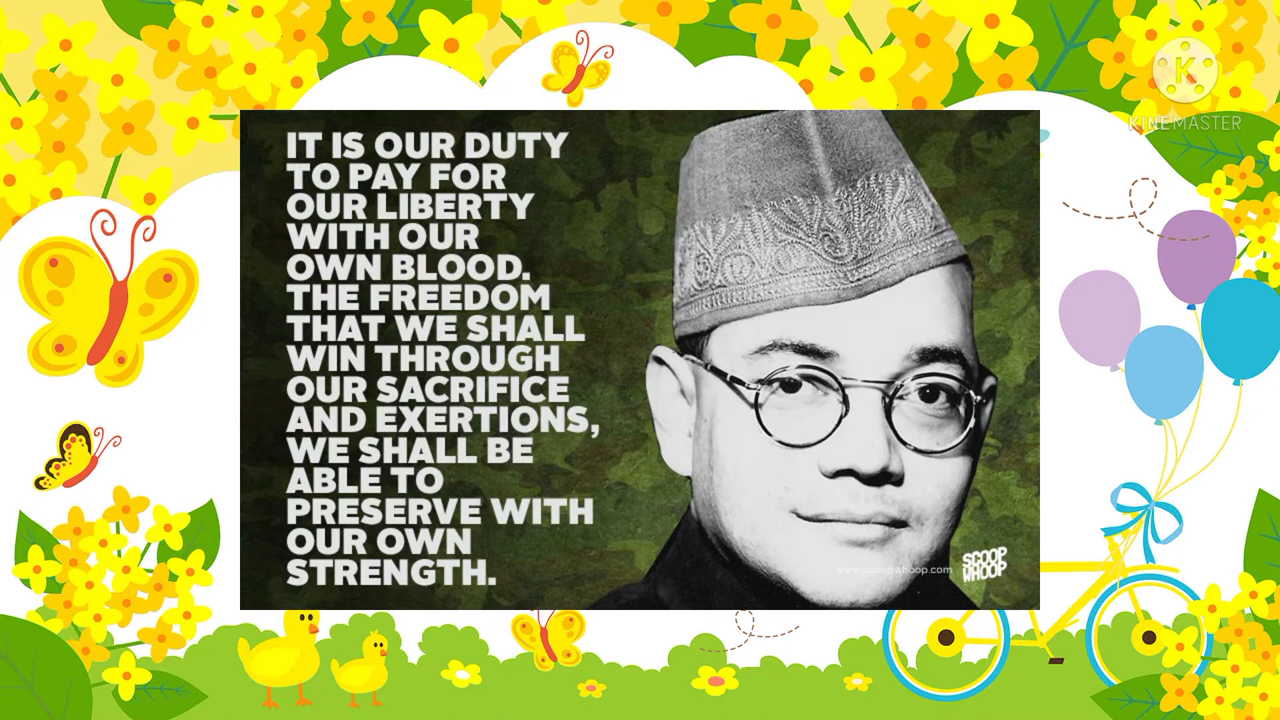 IT IS OUR DUTY
TO PAY FOR
OUR LIBERTY
WITH OUR
OWN BLOOD.
THE FREEDOM
THAT WE SHALL
WIN THROUGH
OUR SACRIFICE
AND EXERTIONS,
WE SHALL BE
ABLE TO
PRESERVE WITH
OUR OWN
STRENGTH.
www.scoopwhoop.com
SCOOP
WHOOP
K
KINEMASTER